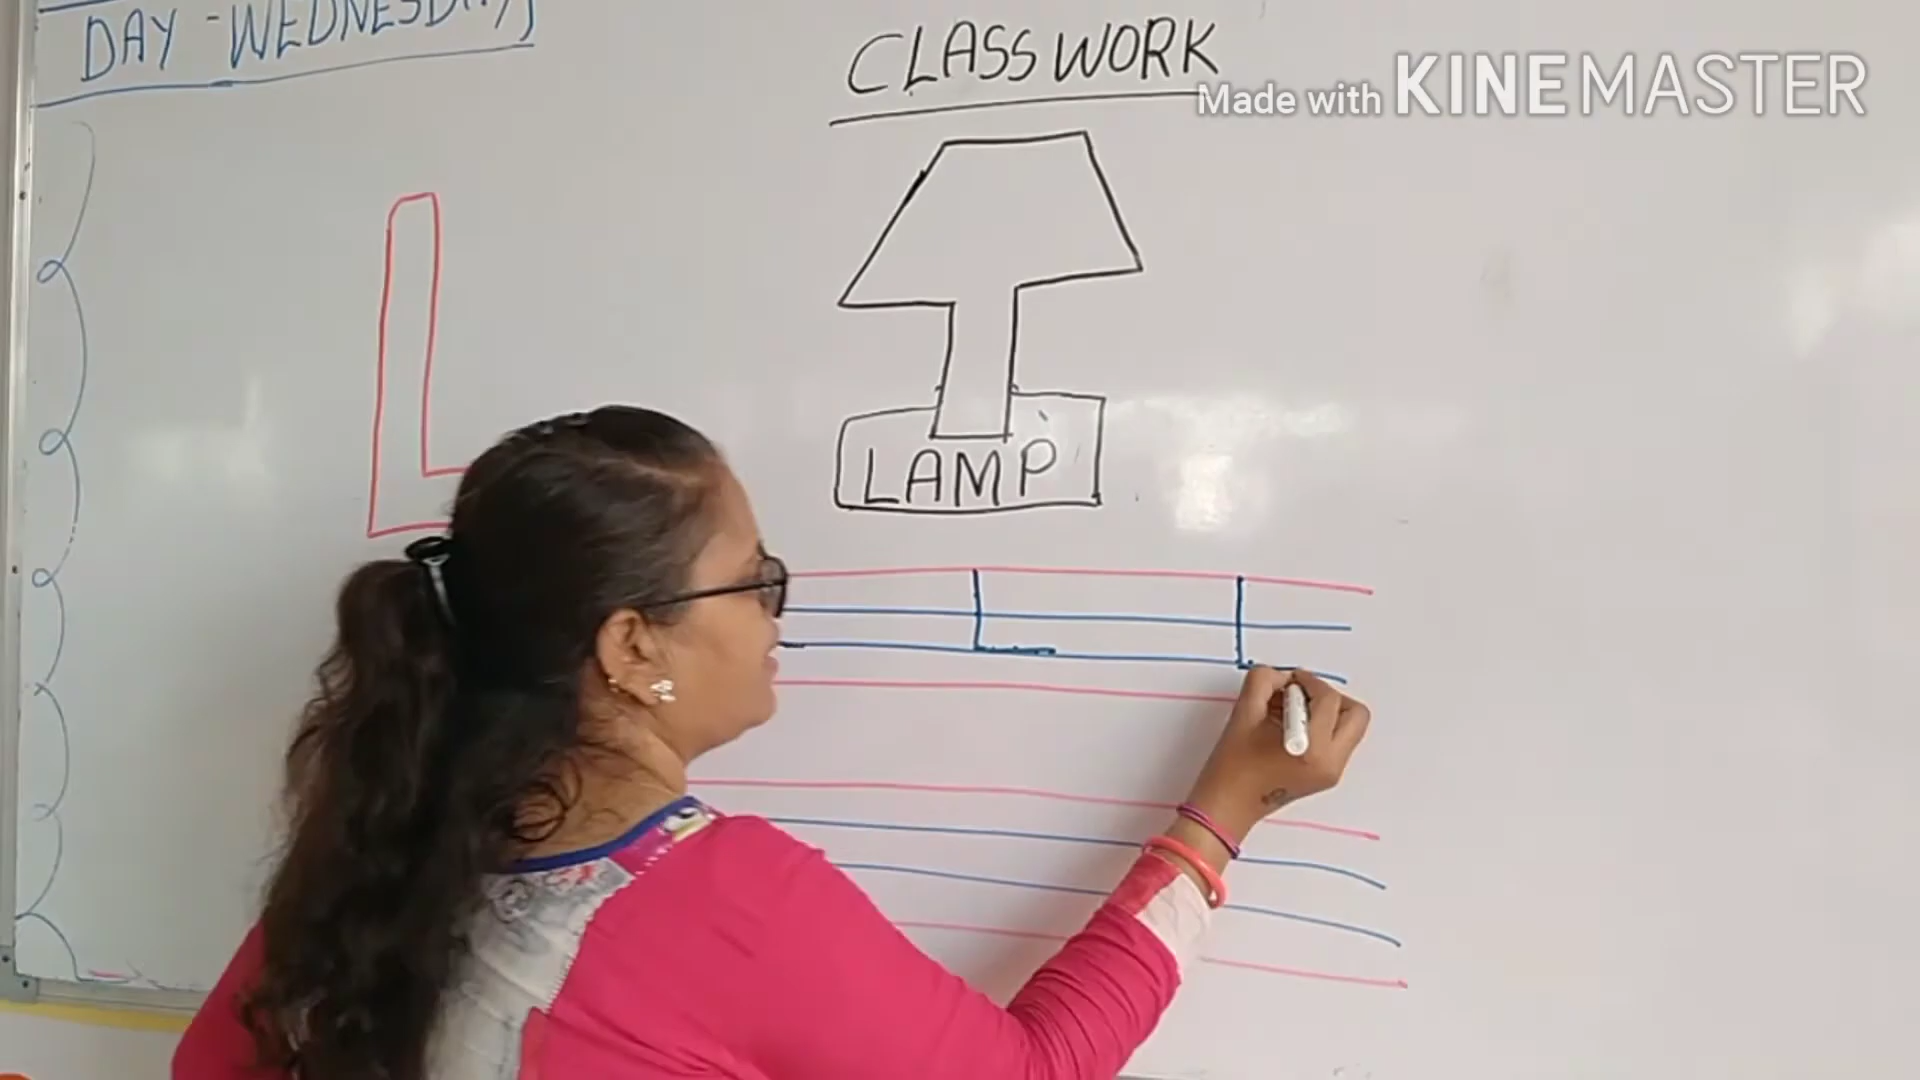 DAY - WEDNESDAY
CLASSWORK
Made with KINEMASTER
L
LAMP
L L